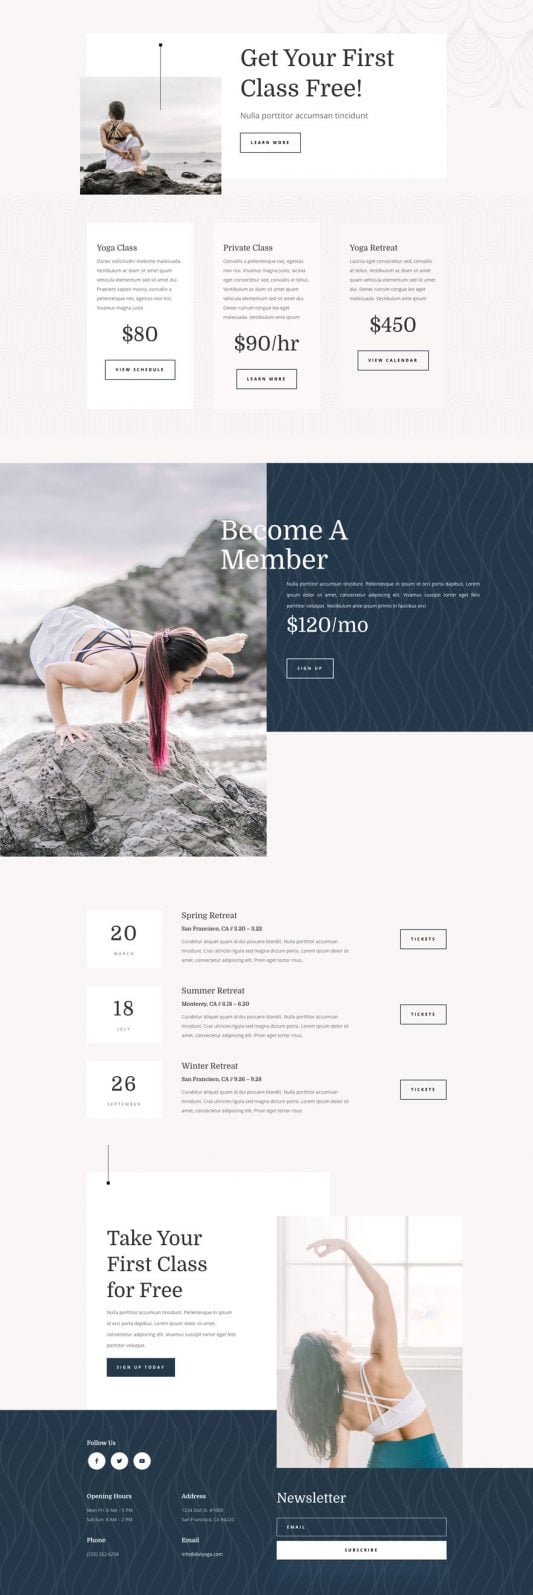 Get Your First
Class Free!
Nulla porttitor accumsan tincidunt
LEARN MORE
Yoga Class
Donec sollicitudin molestie malesuada.
Vestibulum ac diam sit amet quam
vehicula elementum sed sit amet dui.
Praesent sapien massa, convallis a
pellentesque nec, egestas non nisi.
Vivamus magna justo
$80
VIEW SCHEDULE
Private Class
Convallis a pellentesque nec, egestas
non nisi. Vivamus magna justo, lacinia
eget consectetur sed, convallis at tellus.
Vestibulum ac diam sit amet quam
vehicula elementum sed sit amet dui.
Donec rutrum congue leo eget
malesuada. Vestibulum ante ipsum
$90/hr
LEARN MORE
Yoga Retreat
Lacinia eget consectetur sed, convallis
at tellus. Vestibulum ac diam sit amet
quam vehicula elementum sed sit amet
dui. Donec rutrum congue leo eget
malesuada. Vestibulum ante ipsum
$450
VIEW CALENDAR
Become A
Member
Nulla porttitor accumsan tincidunt. Pellentesque in ipsum id orci porta dapibus. Lorem
ipsum dolor sit amet, consectetur adipiscing elit. Vivamus suscipit tortor eget felis
porttitor volutpat. Vestibulum ante ipsum primis in faucibus orci
$120/mo
SIGN UP
20
MARCH
Spring Retreat
San Francisco, CA // 3.20 – 3.22
Curabitur aliquet quam id dui posuere blandit. Nulla porttitor accumsan
tincidunt. Cras ultricies ligula sed magna dictum porta. Lorem ipsum dolor sit
amet, consectetur adipiscing elit. Proin eget tortor risus.
TICKETS
18
JULY
Summer Retreat
Monterey, CA // 6.18 – 6.20
Curabitur aliquet quam id dui posuere blandit. Nulla porttitor accumsan
tincidunt. Cras ultricies ligula sed magna dictum porta. Lorem ipsum dolor sit
amet, consectetur adipiscing elit. Proin eget tortor risus.
TICKETS
26
SEPTEMBER
Winter Retreat
San Francisco, CA // 9.26 – 9.28
Curabitur aliquet quam id dui posuere blandit. Nulla porttitor accumsan
tincidunt. Cras ultricies ligula sed magna dictum porta. Lorem ipsum dolor sit
amet, consectetur adipiscing elit. Proin eget tortor risus.
TICKETS
Take Your
First Class
for Free
Nulla porttitor accumsan tincidunt. Pellentesque in ipsum
id orci porta dapibus. Lorem ipsum dolor sit amet,
consectetur adipiscing elit. Vivamus suscipit tortor eget felis
porttitor volutpat.
SIGN UP TODAY
Follow Us
Opening Hours
Mon-Fri: 8 AM – 5 PM
Sat-Sun: 8 AM – 2 PM
Phone
(255) 352-6258
Address
1234 Divi St. #1000
San Francisco, CA 94220
Email
info@diviyoga.com
Newsletter
EMAIL
SUBSCRIBE